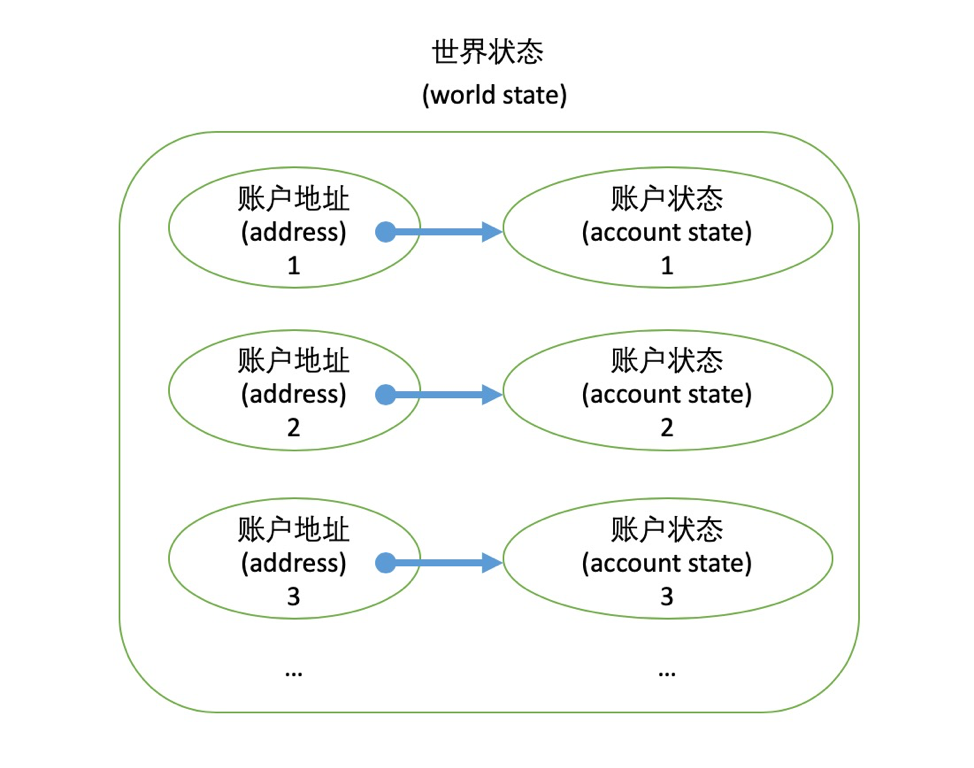 世界状态
(world state)
账户地址
(address)
1
账户状态
(account state)
1
账户地址
(address)
2
账户状态
(account state)
2
账户地址
(address)
3
账户状态
(account state)
3
...
...